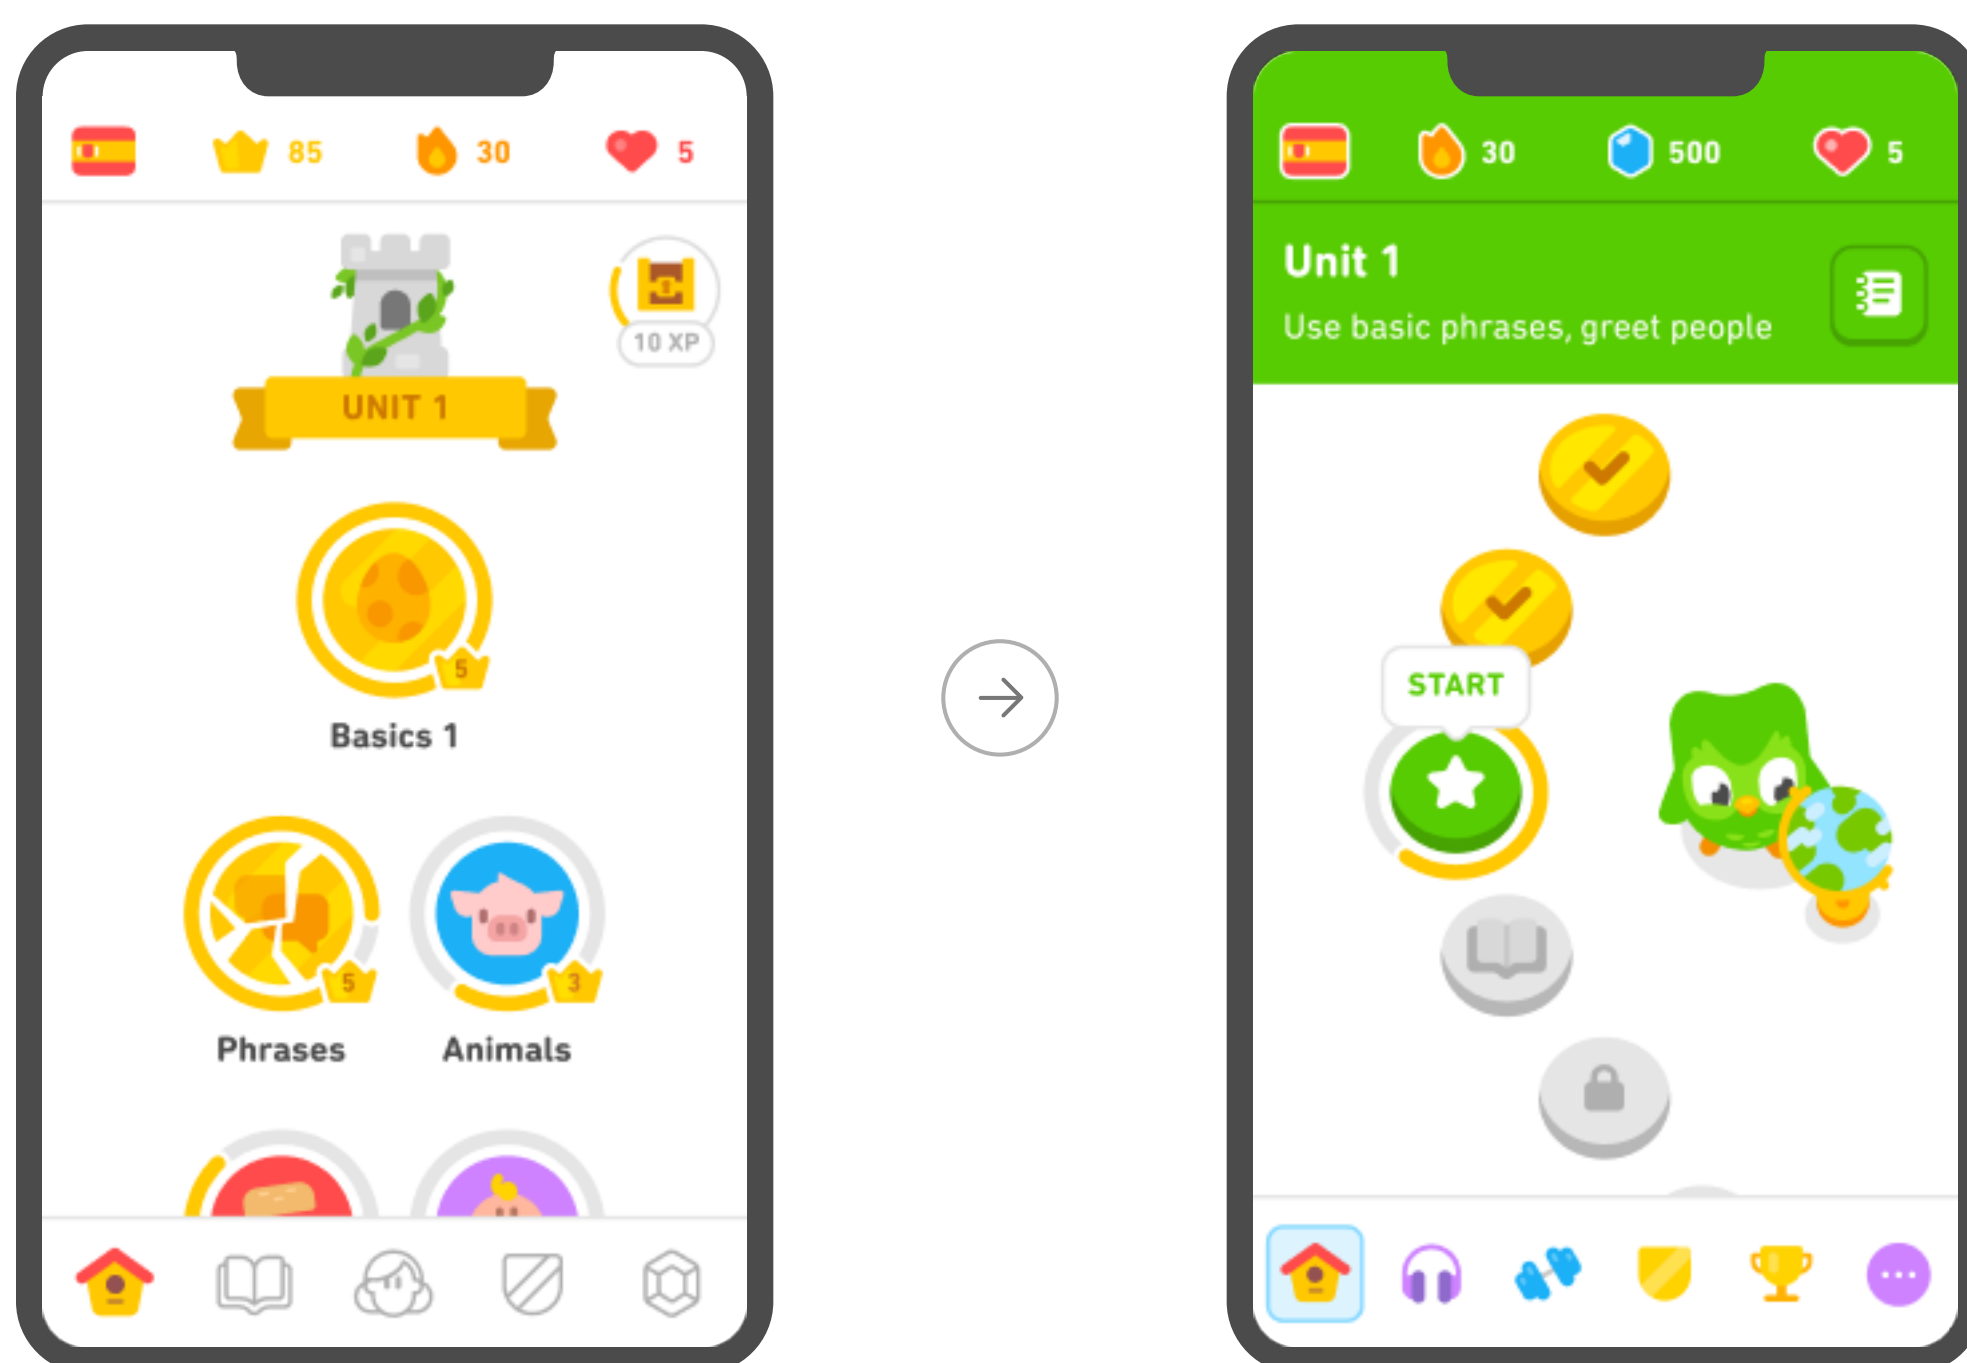 85 30 5
10 XP
UNIT 1
5
Basics 1
5 3
Phrases Animals
30 500 5
Unit 1
Use basic phrases, greet people
START